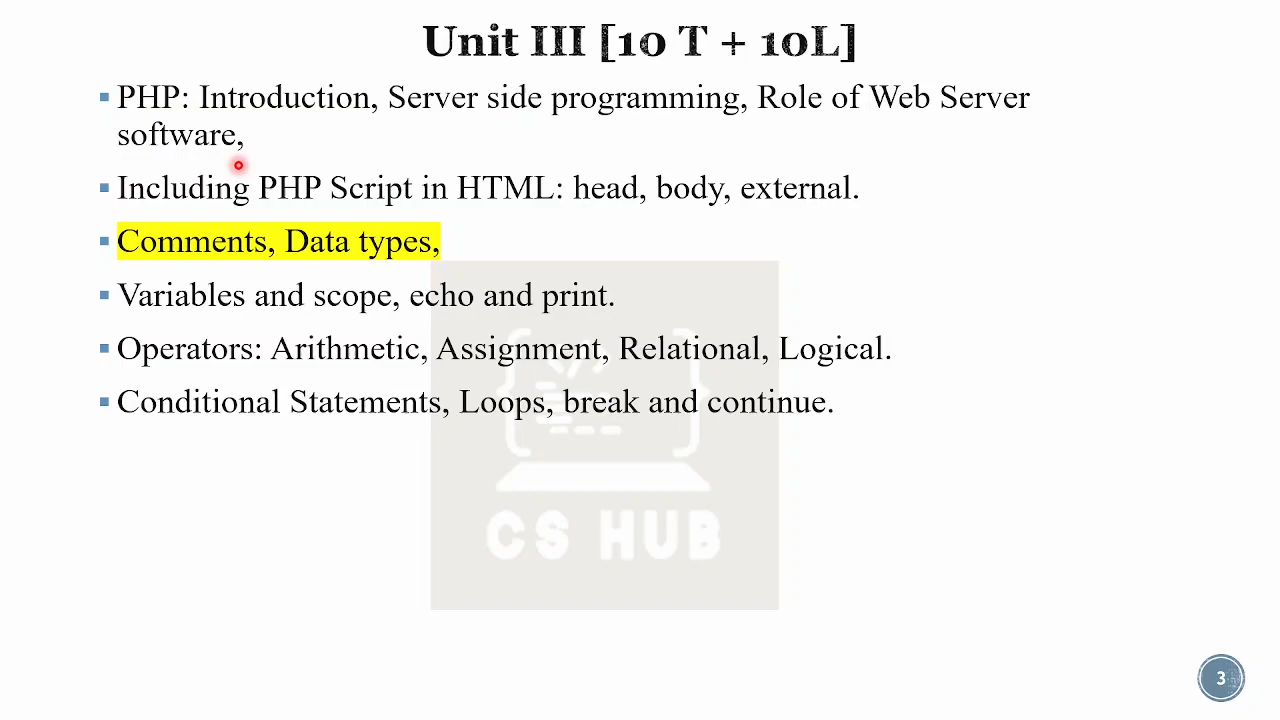 Unit III [10 T + 10L]
PHP: Introduction, Server side programming, Role of Web Server
software,
Including PHP Script in HTML: head, body, external.
Comments, Data types,
Variables and scope, echo and print.
Operators: Arithmetic, Assignment, Relational, Logical.
Conditional Statements, Loops, break and continue.
CS HUB
3